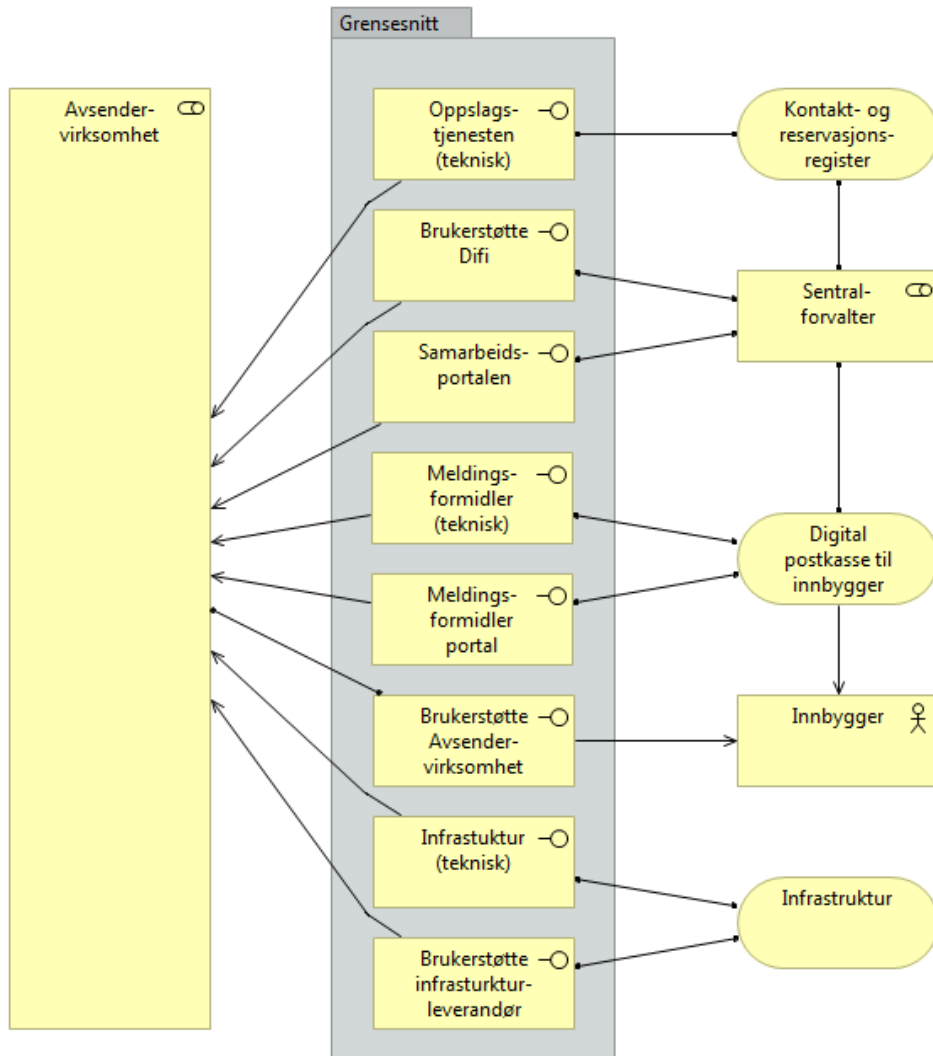 Grensesnitt
Avsender-
virksomhet
Oppslags-
tjenesten
(teknisk)
Kontakt- og
reservasjons-
register
Brukerstøtte
Difi
Sentral-
forvalter
Samarbeids-
portalen
Meldings-
formidler
(teknisk)
Digital
postkasse til
innbygger
Meldings-
formidler
portal
Brukerstøtte
Avsender-
virksomhet
Innbygger
Infrastuktur
(teknisk)
Infrastruktur
Brukerstøtte
infrasturktur-
leverandør